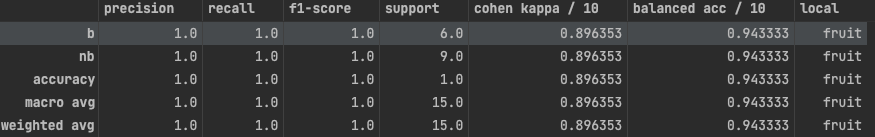 precision recall f1-score support cohen kappa / 10 balanced acc / 10 local
b 1.0 1.0 1.0 6.0 0.896353 0.943333 fruit
nb 1.0 1.0 1.0 9.0 0.896353 0.943333 fruit
accuracy 1.0 1.0 1.0 1.0 0.896353 0.943333 fruit
macro avg 1.0 1.0 1.0 15.0 0.896353 0.943333 fruit
weighted avg 1.0 1.0 1.0 15.0 0.896353 0.943333 fruit